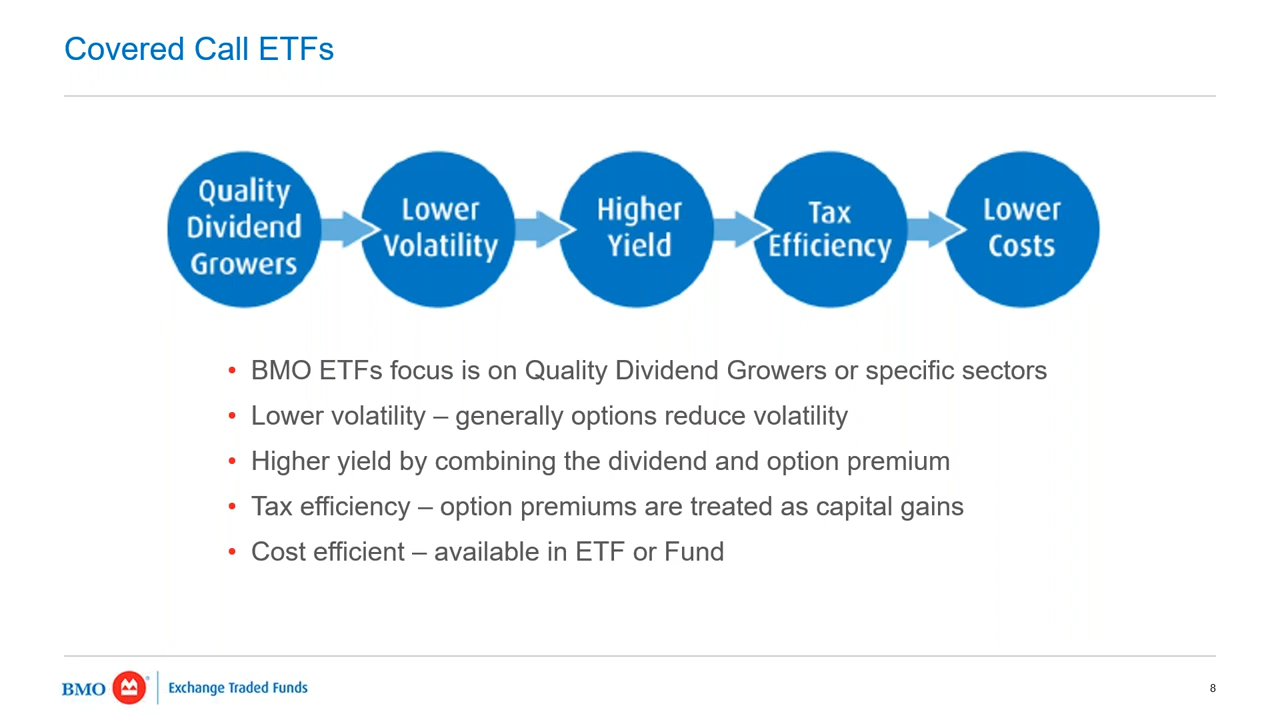 Covered Call ETFs
Quality
Dividend
Growers
Lower
Volatility
Higher
Yield
Tax
Efficiency
Lower
Costs
• BMO ETFs focus is on Quality Dividend Growers or specific sectors
• Lower volatility – generally options reduce volatility
• Higher yield by combining the dividend and option premium
• Tax efficiency – option premiums are treated as capital gains
• Cost efficient – available in ETF or Fund
BMO Exchange Traded Funds
8